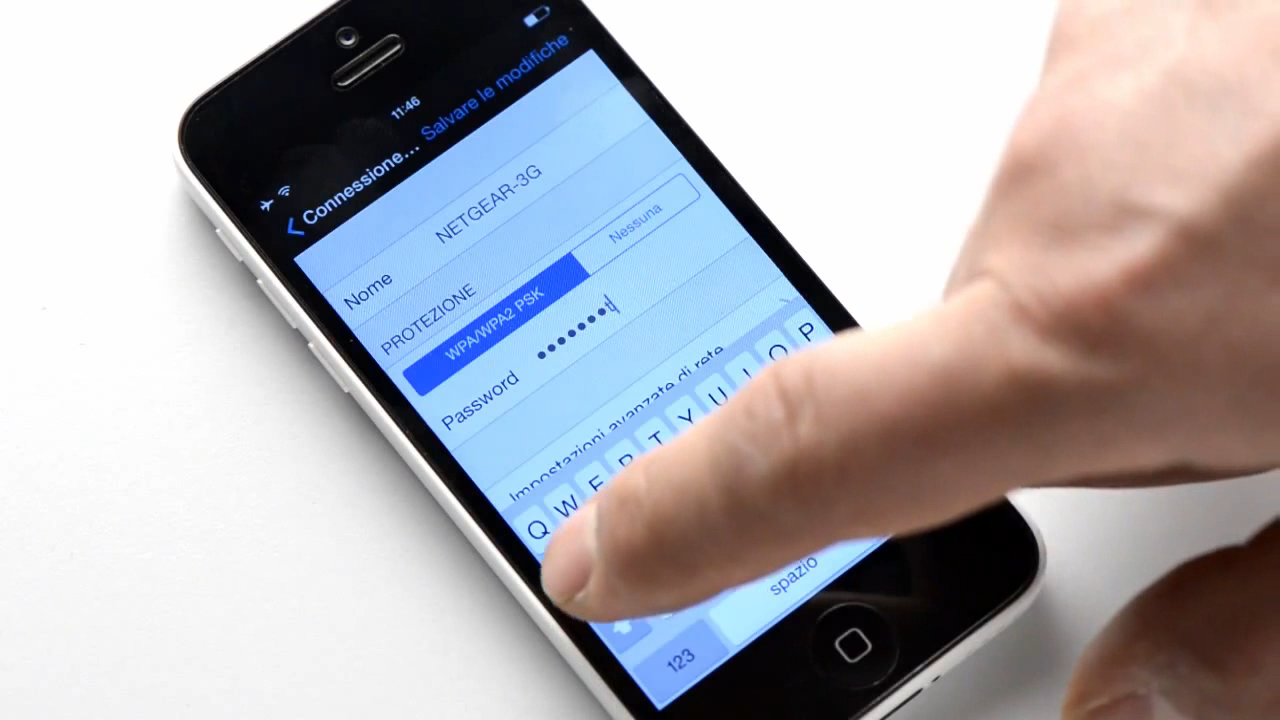 11:46
Connessione... Salvare le modifiche
Nome NETGEAR-3G
PROTEZIONE
WPA/WPA2 PSK Nessuna
Password ••••••••
Impostazioni avanzate di rete
Q W E R T Y U I O P
123 spazio